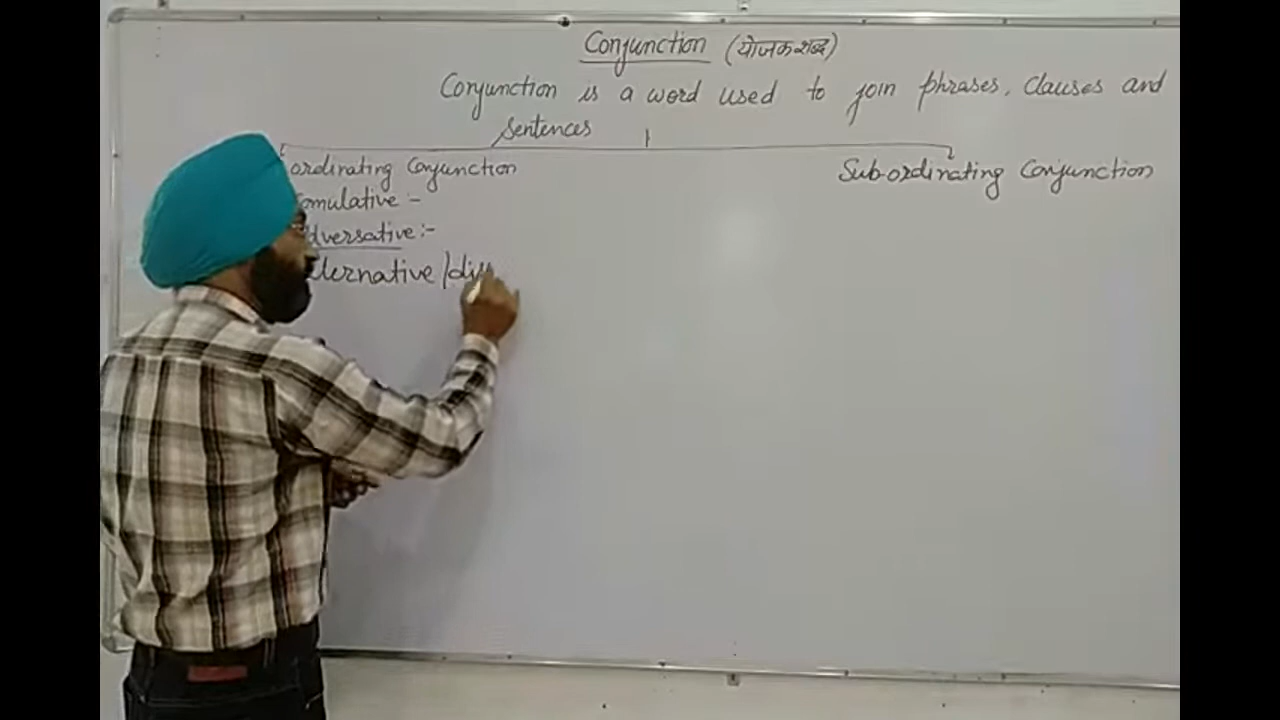 Conjunction (योजक शब्द)
Conjunction is a word used to join phrases, Clauses and
Sentences
ordinating Conjunction
Sub-ordinating Conjunction
mulative :-
dversative :-
lternative /dis